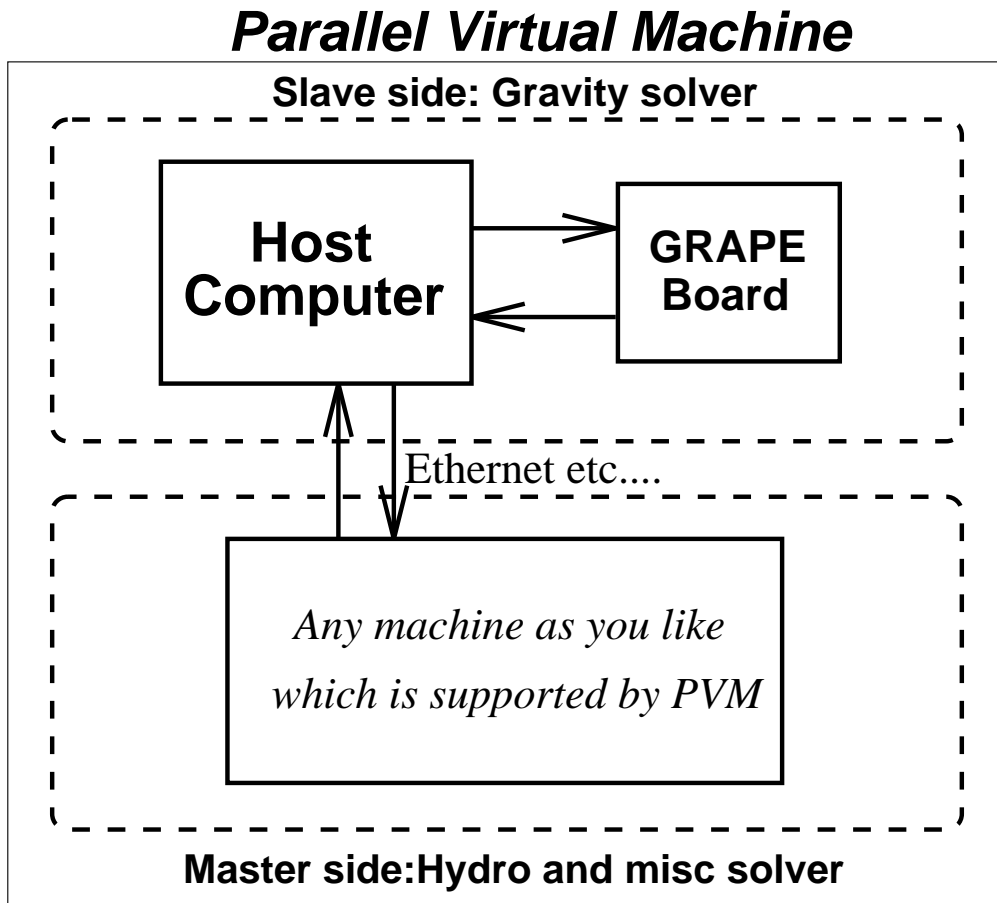 Parallel Virtual Machine
Slave side: Gravity solver
Host
Computer
GRAPE
Board
Ethernet etc....
Any machine as you like
which is supported by PVM
Master side:Hydro and misc solver